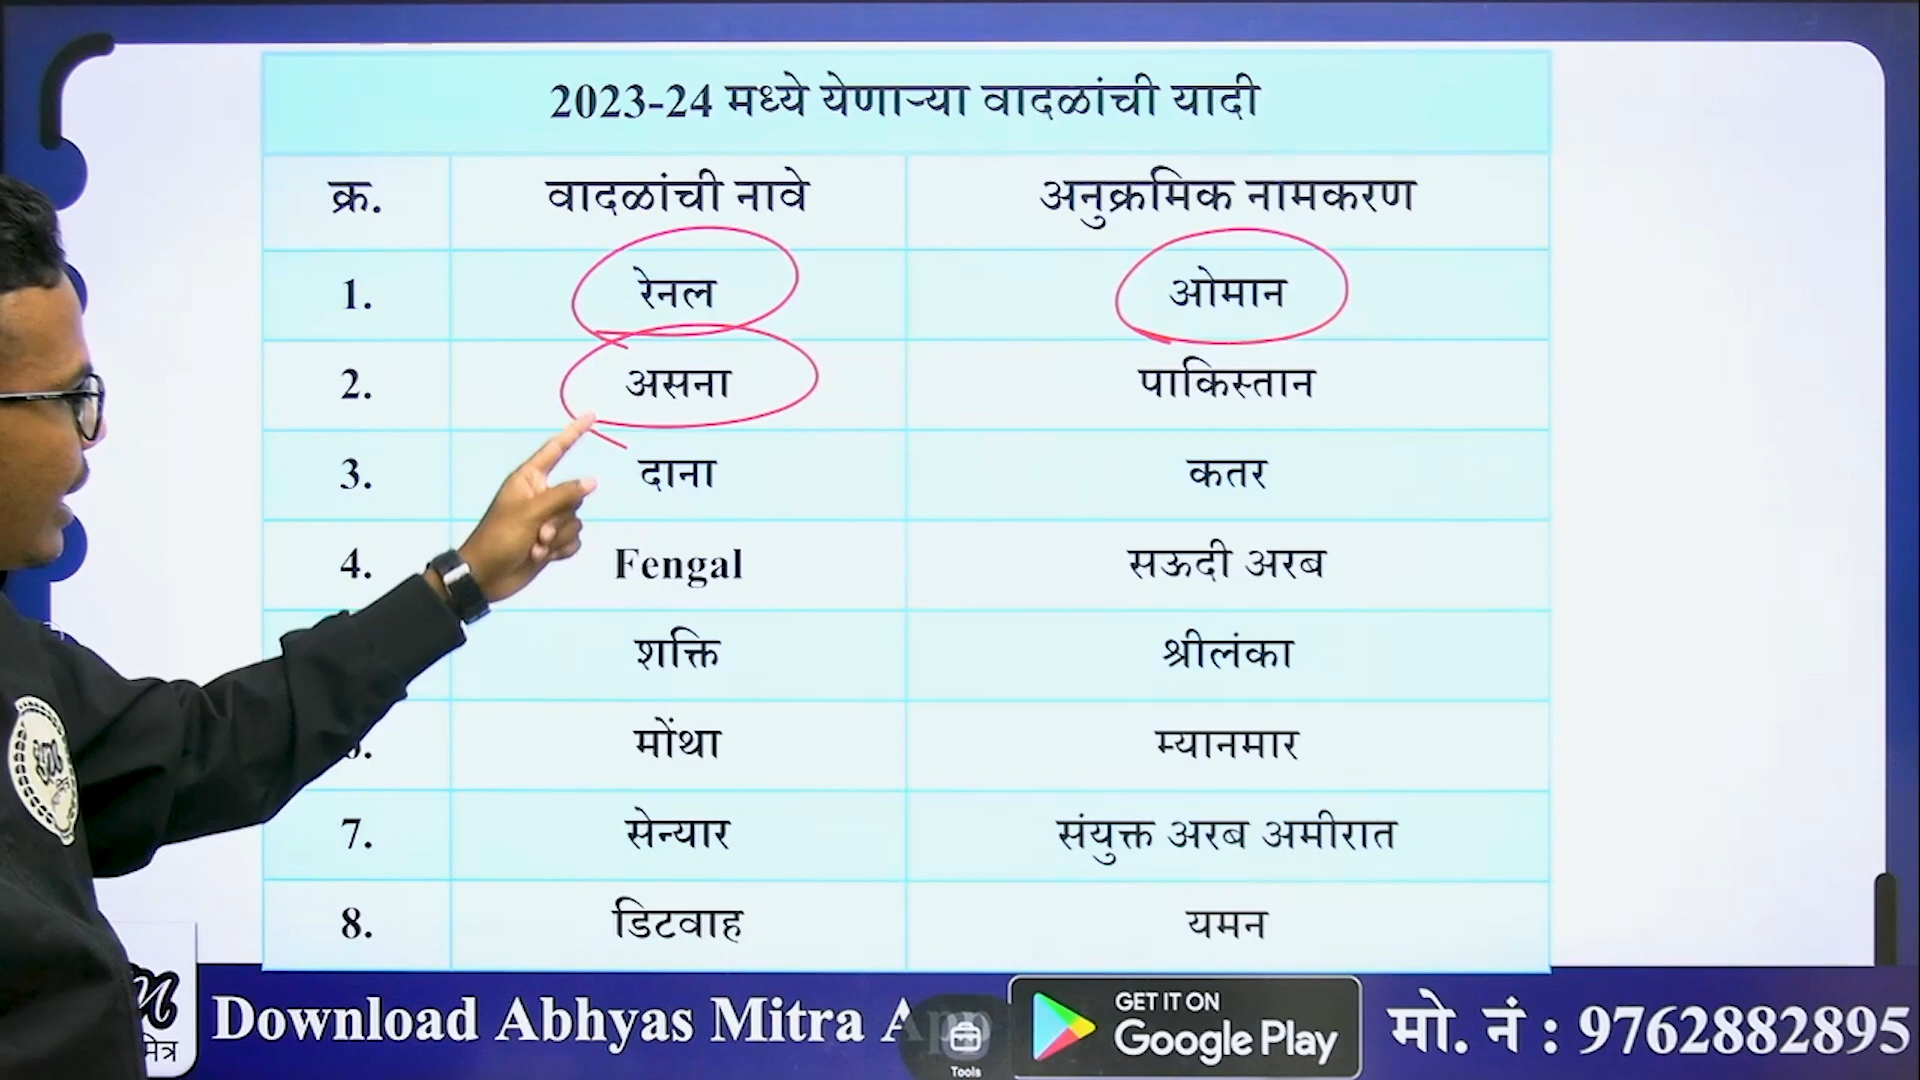 2023-24 मध्ये येणाऱ्या वादळांची यादी
क्र. वादळांची नावे अनुक्रमिक नामकरण
1. रेनल ओमान
2. असना पाकिस्तान
3. दाना कतर
4. Fengal सऊदी अरब
शक्ति श्रीलंका
मोंथा म्यानमार
7. सेन्यार संयुक्त अरब अमीरात
8. डिटवाह यमन
मित्र
Download Abhyas Mitra App
Tools
GET IT ON
Google Play
मो. नं : 9762882895